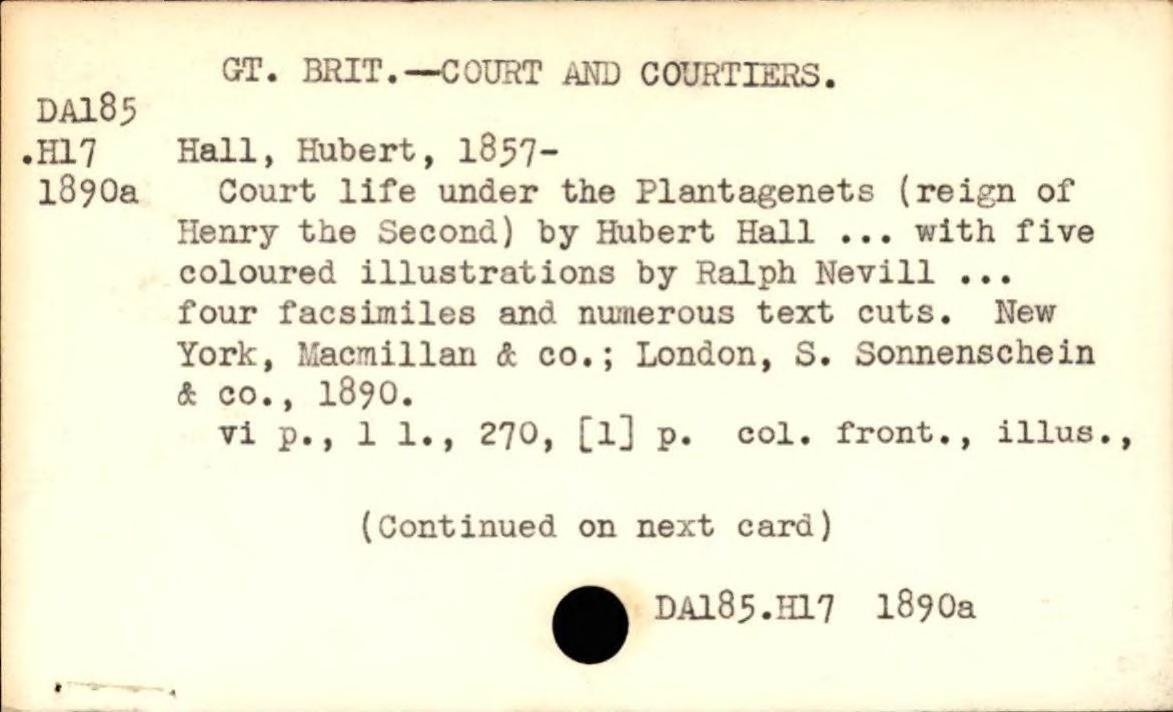 GT. BRIT.—COURT AND COURTIERS.
DA185
.H17 Hall, Hubert, 1857-
1890a Court life under the Plantagenets (reign of
Henry the Second) by Hubert Hall ... with five
coloured illustrations by Ralph Nevill ...
four facsimiles and numerous text cuts. New
York, Macmillan & co.; London, S. Sonnenschein
& co., 1890.
vi p., 1 l., 270, [1] p. col. front., illus.,
(Continued on next card)
DA185.H17 1890a